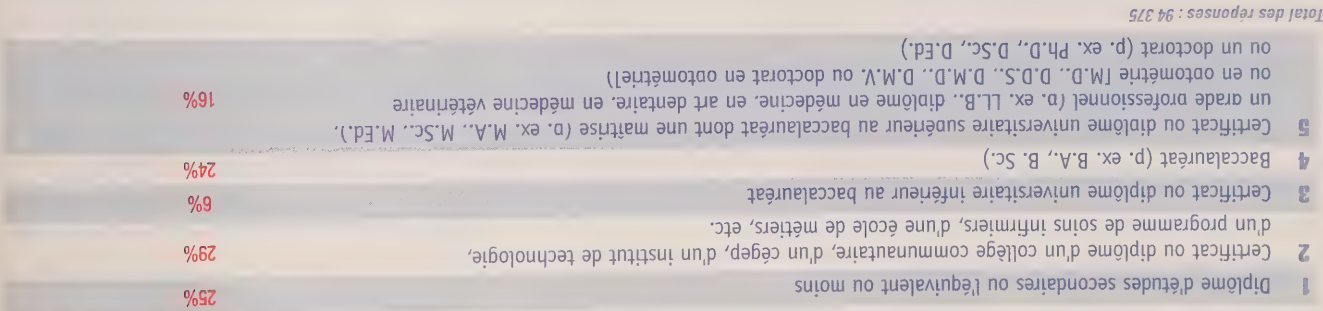 1 Diplôme d'études secondaires ou l'équivalent ou moins 25%
2 Certificat ou diplôme d'un collège communautaire, d'un cégep, d'un institut de technologie, 29%
d'un programme de soins infirmiers, d'une école de métiers, etc.
3 Certificat ou diplôme universitaire inférieur au baccalauréat 6%
4 Baccalauréat (p. ex. B.A., B. Sc.) 24%
5 Certificat ou diplôme universitaire supérieur au baccalauréat dont une maîtrise (p. ex. M.A., M.Sc., M.Ed.).
un grade professionnel (p. ex. LL.B., diplôme en médecine, en art dentaire, en médecine vétérinaire 16%
ou en optométrie [M.D., D.D.S., D.M.D., D.M.V. ou doctorat en optométrie])
ou un doctorat (p. ex. Ph.D., D.Sc., D.Ed.)
Total des réponses : 94 375